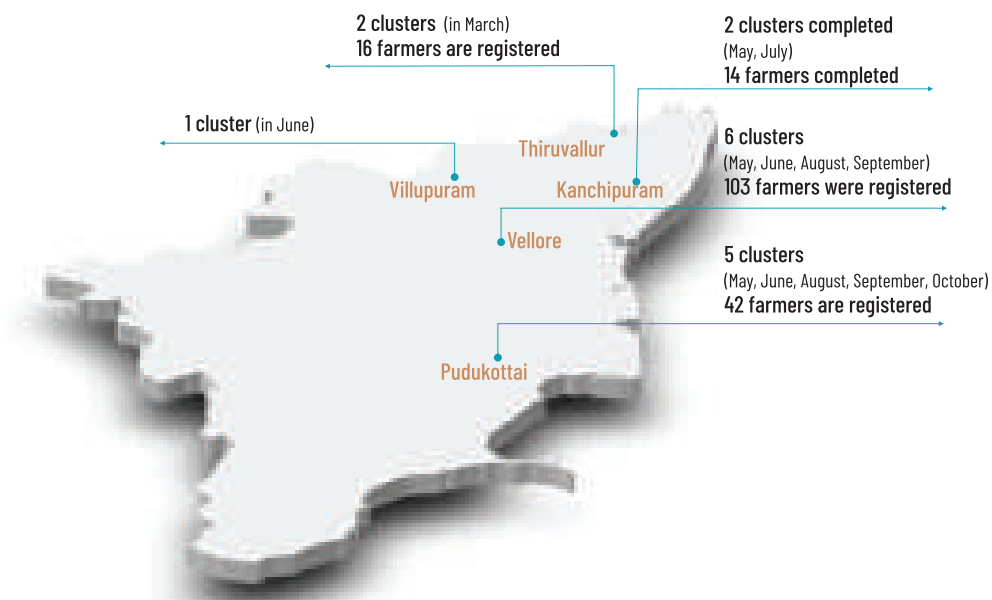 2 clusters (in March)
16 farmers are registered
2 clusters completed
(May, July)
14 farmers completed
1 cluster (in June)
Thiruvallur
6 clusters
(May, June, August, September)
103 farmers were registered
Villupuram
Kanchipuram
Vellore
5 clusters
(May, June, August, September, October)
42 farmers are registered
Pudukottai